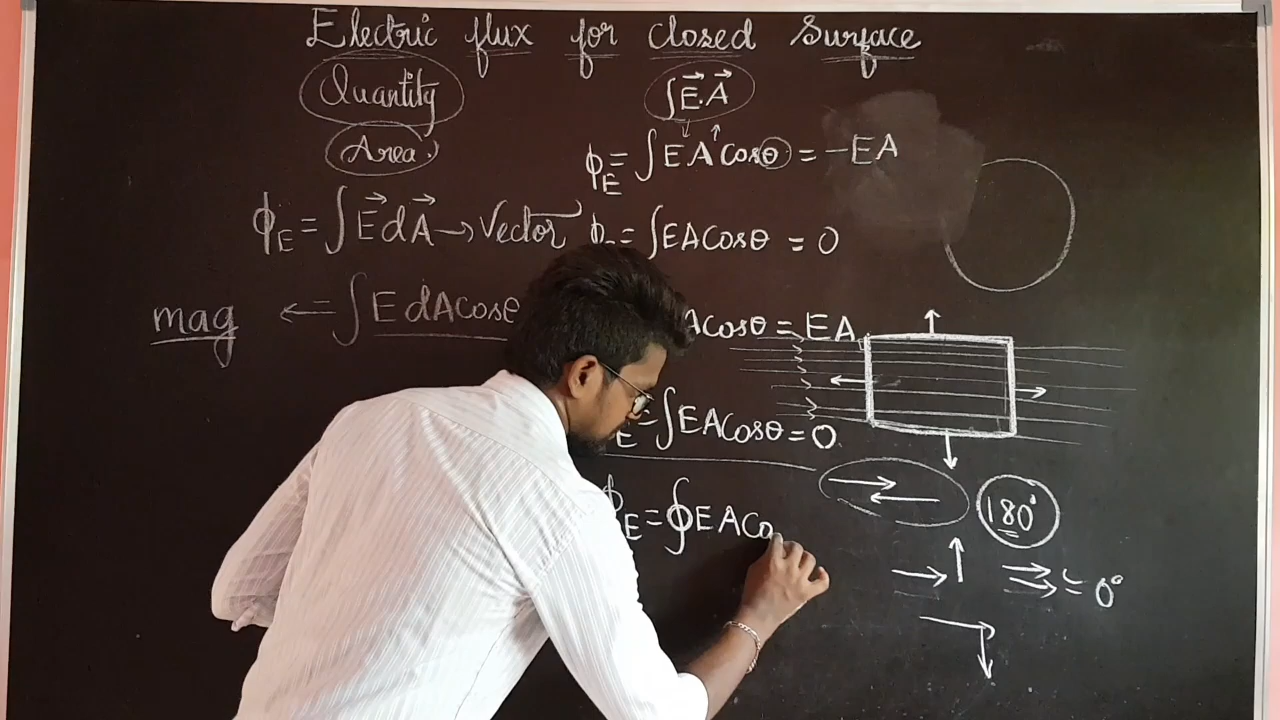 Electric flux for closed Surface
Quantity
∫E⃗.A⃗
Area.
ϕE = ∫EA Cosθ = -EA
ϕE = ∫E⃗dA⃗ → Vector
= ∫EACosθ = 0
mag ⇐ ∫EdACosθ
ACosθ = EA
E = ∫EACosθ = 0
180°
ϕE = ∮EACo
= 0°